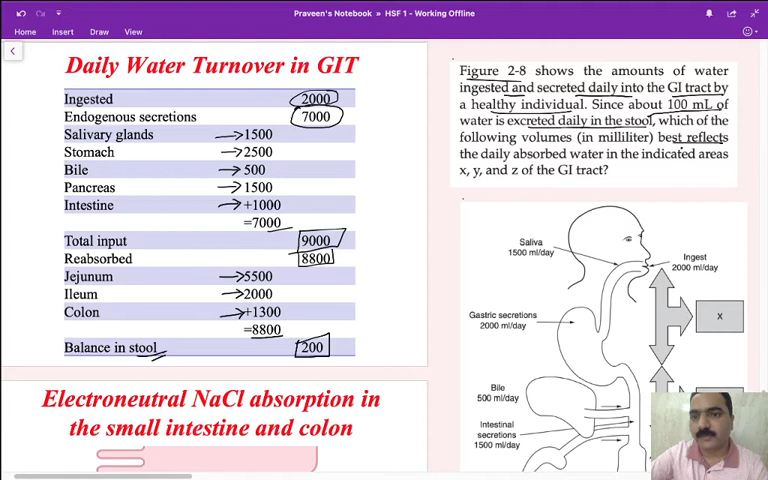 Praveen's Notebook » HSF 1 - Working Offline
Home Insert Draw View
Daily Water Turnover in GIT
Ingested 2000
Endogenous secretions 7000
Salivary glands 1500
Stomach 2500
Bile 500
Pancreas 1500
Intestine +1000
=7000
Total input 9000
Reabsorbed 8800
Jejunum 5500
Ileum 2000
Colon +1300
=8800
Balance in stool 200
Electroneutral NaCl absorption in
the small intestine and colon
Figure 2-8 shows the amounts of water
ingested and secreted daily into the GI tract by
a healthy individual. Since about 100 mL of
water is excreted daily in the stool, which of the
following volumes (in milliliter) best reflects
the daily absorbed water in the indicated areas
x, y, and z of the GI tract?
Saliva
1500 ml/day
Ingest
2000 ml/day
Gastric secretions
2000 ml/day
x
Bile
500 ml/day
Intestinal
secretions
1500 ml/day